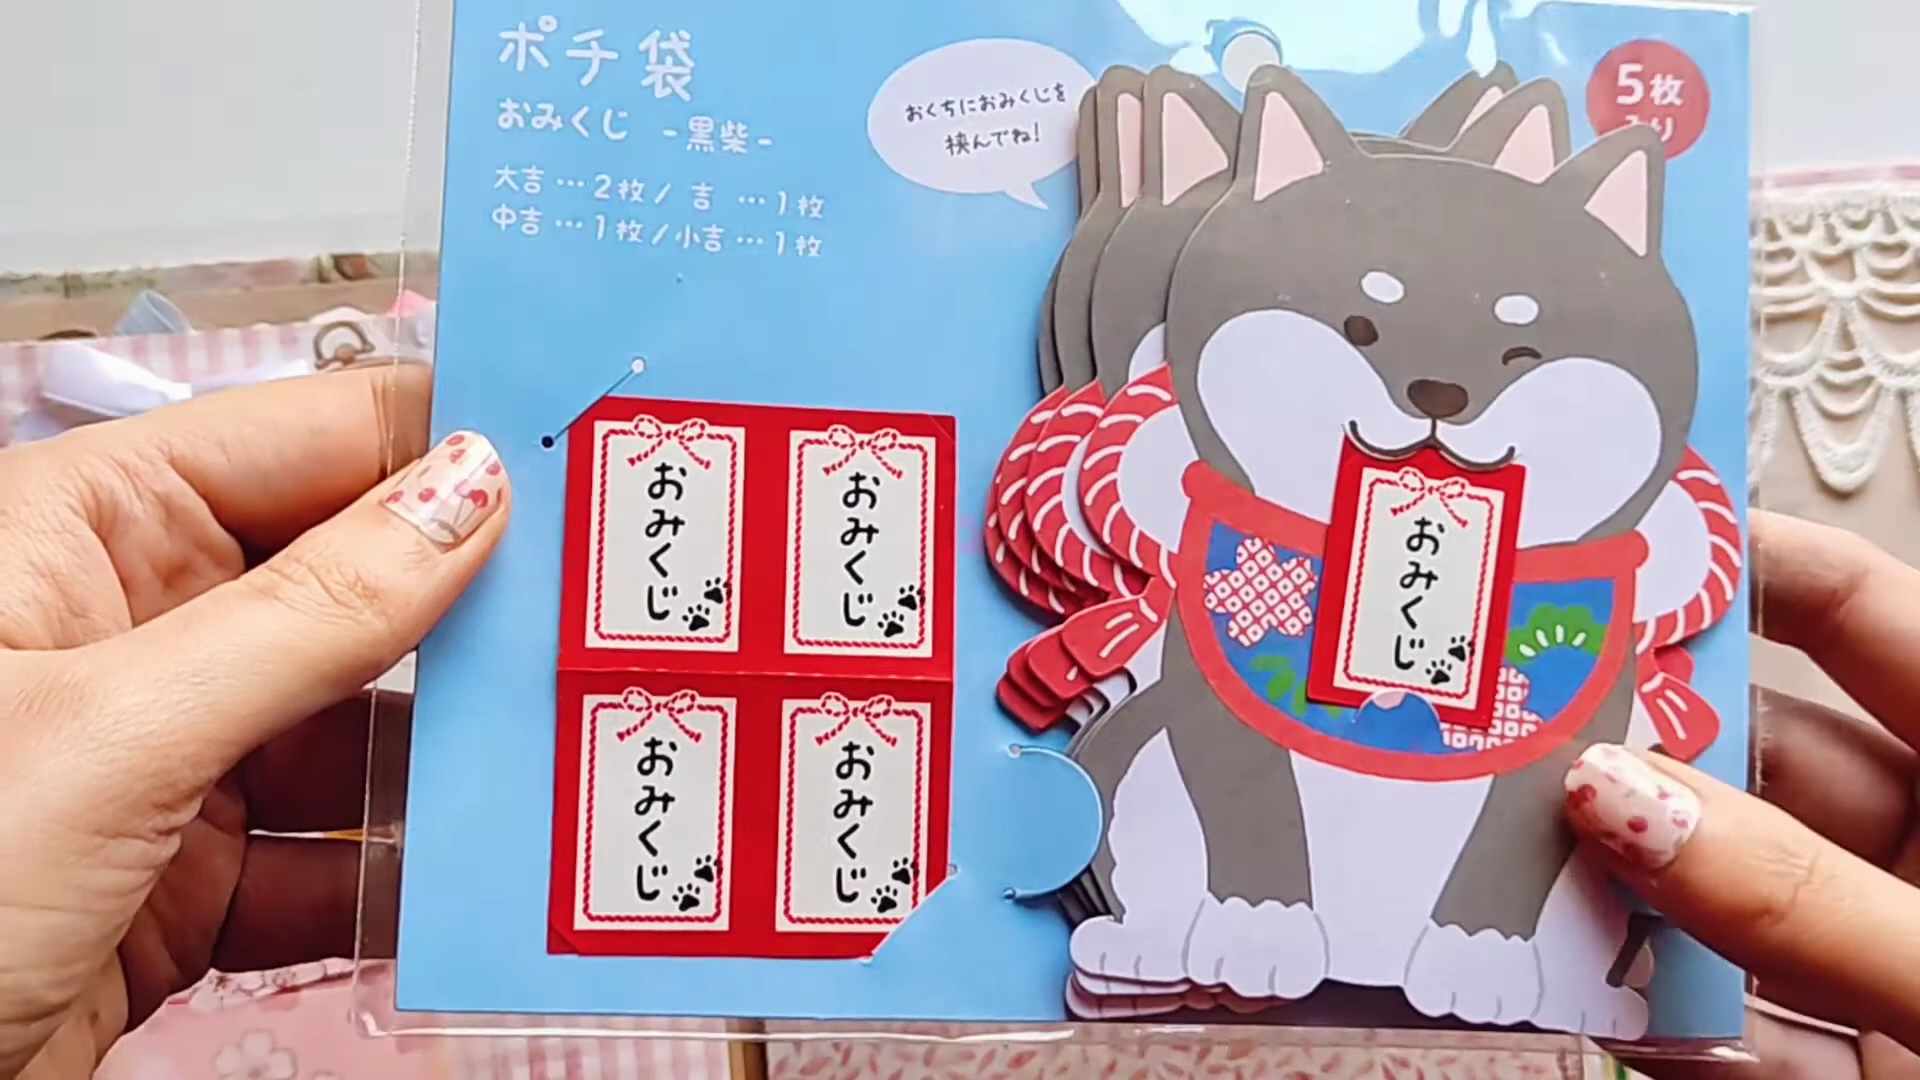 ポチ袋
おみくじ -黒柴-
大吉…2枚/ 吉 …1枚
中吉…1枚/小吉…1枚
おくちにおみくじを
挟んでね!
5枚
入り
おみくじ
おみくじ
おみくじ
おみくじ
おみくじ